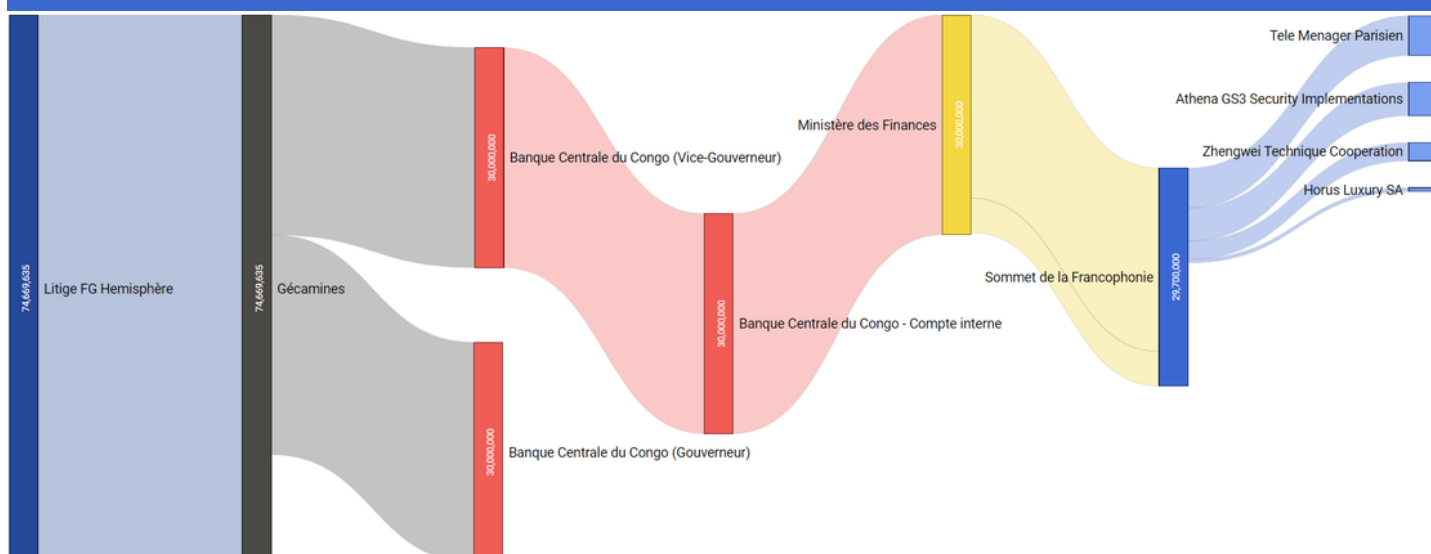 74,669,635
Litige FG Hemisphère
74,669,635
Gécamines
30,000,000
Banque Centrale du Congo (Vice-Gouverneur)
30,000,000
Banque Centrale du Congo (Gouverneur)
30,000,000
Banque Centrale du Congo - Compte interne
Ministère des Finances
30,000,000
Sommet de la Francophonie
29,700,000
Tele Menager Parisien
Athena GS3 Security Implementations
Zhengwei Technique Cooperation
Horus Luxury SA